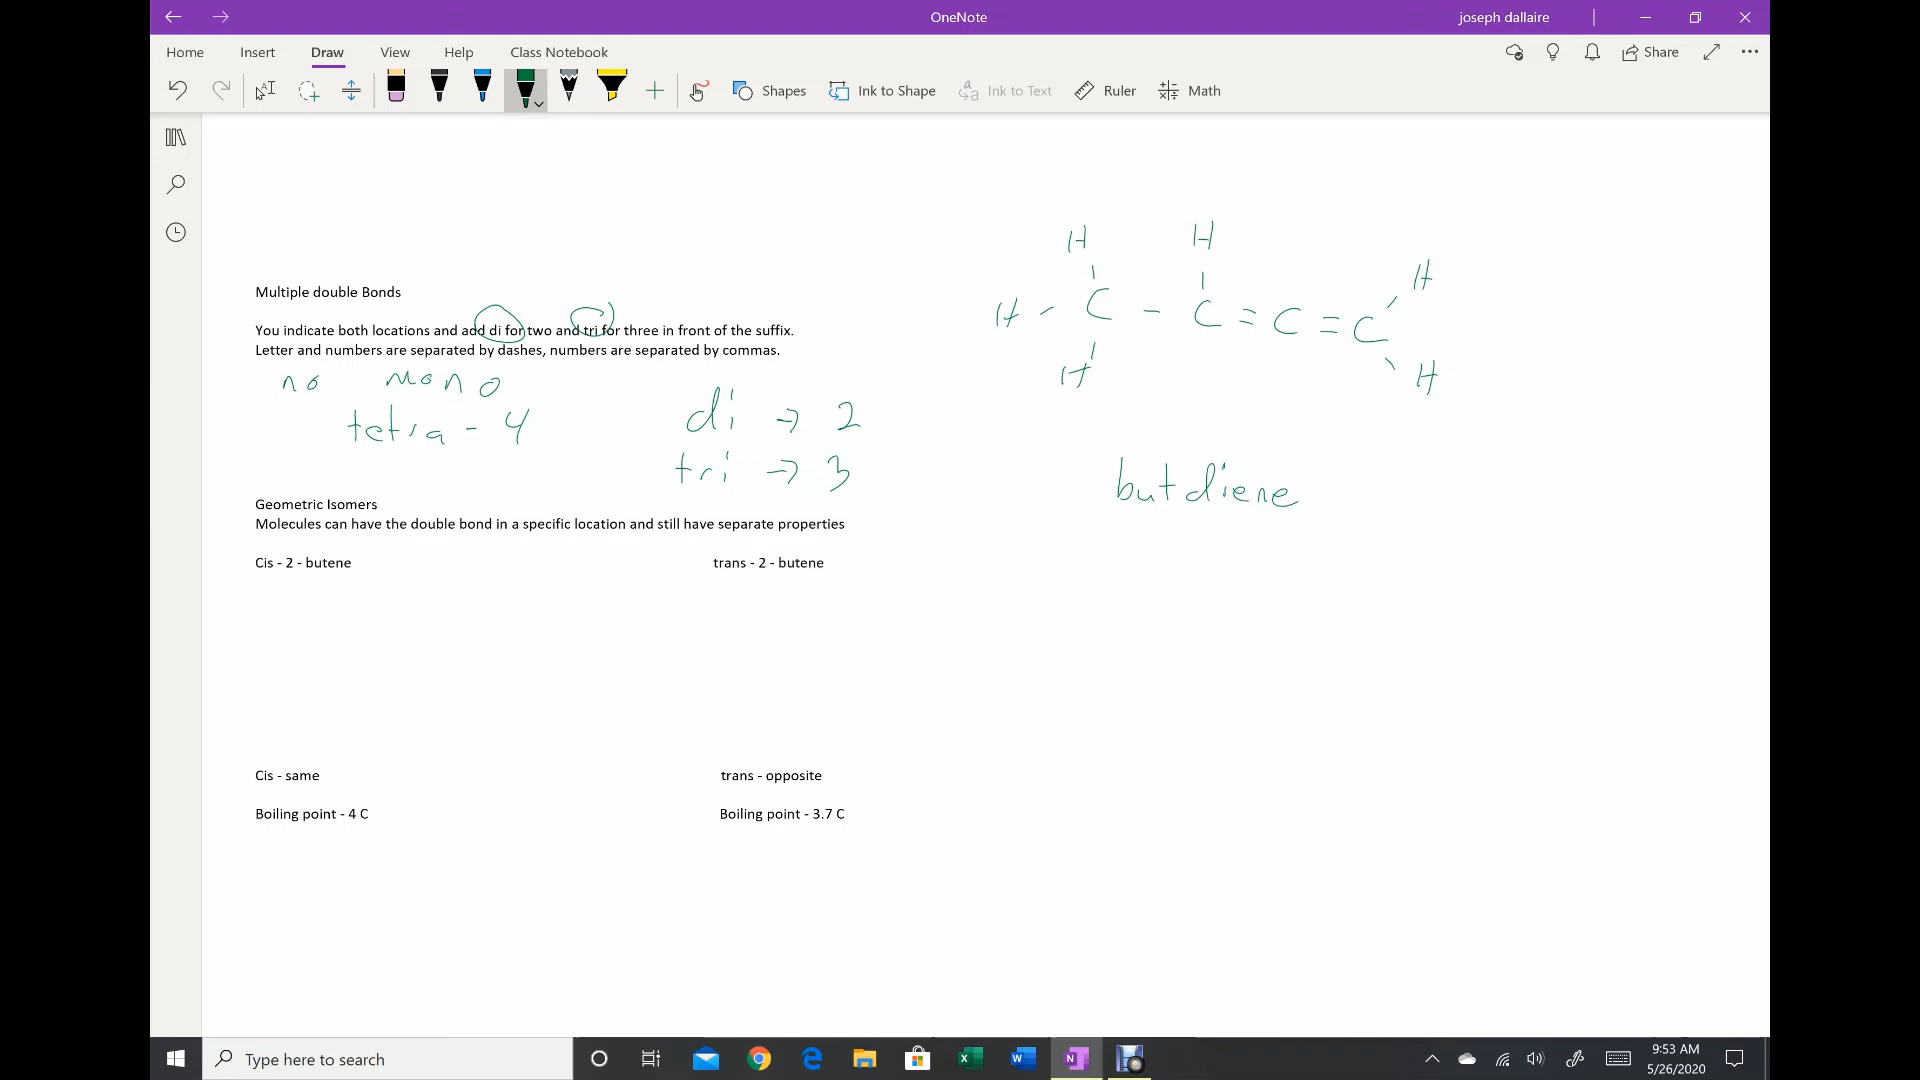 OneNote
joseph dallaire
Home Insert Draw View Help Class Notebook
Share
Shapes Ink to Shape Ink to Text Ruler Math
Multiple double Bonds
You indicate both locations and add di for two and tri for three in front of the suffix.
Letter and numbers are separated by dashes, numbers are separated by commas.
no mono
tetra - 4
di → 2
tri → 3
H H
H
H - C - C = C = C
H H
butdiene
Geometric Isomers
Molecules can have the double bond in a specific location and still have separate properties
Cis - 2 - butene trans - 2 - butene
Cis - same trans - opposite
Boiling point - 4 C Boiling point - 3.7 C
Type here to search
9:53 AM
5/26/2020